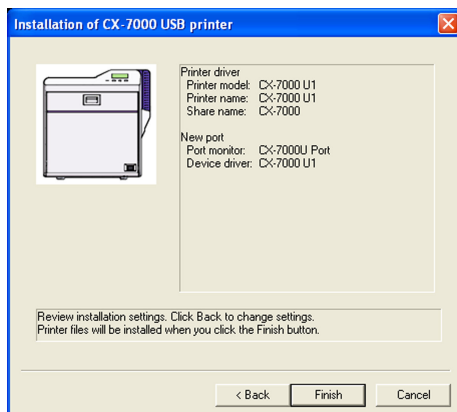 Installation of CX-7000 USB printer
Printer driver
Printer model: CX-7000 U1
Printer name: CX-7000 U1
Share name: CX-7000
New port
Port monitor: CX-7000U Port
Device driver: CX-7000 U1
Review installation settings. Click Back to change settings.
Printer files will be installed when you click the Finish button.
< Back Finish Cancel